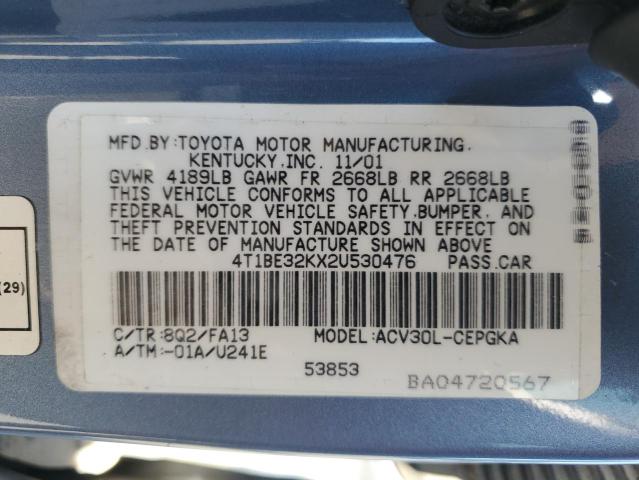 MFD.BY:TOYOTA MOTOR MANUFACTURING.
KENTUCKY.INC. 11/01
GVWR 4189LB GAWR FR 2668LB RR 2668LB
THIS VEHICLE CONFORMS TO ALL APPLICABLE
FEDERAL MOTOR VEHICLE SAFETY.BUMPER. AND
THEFT PREVENTION STANDARDS IN EFFECT ON
THE DATE OF MANUFACTURE SHOWN ABOVE
4T1BE32KX2U530476 PASS.CAR
(29)
C/TR:8Q2/FA13 MODEL:ACV30L-CEPGKA
A/TM:-01A/U241E
53853
BA04720567